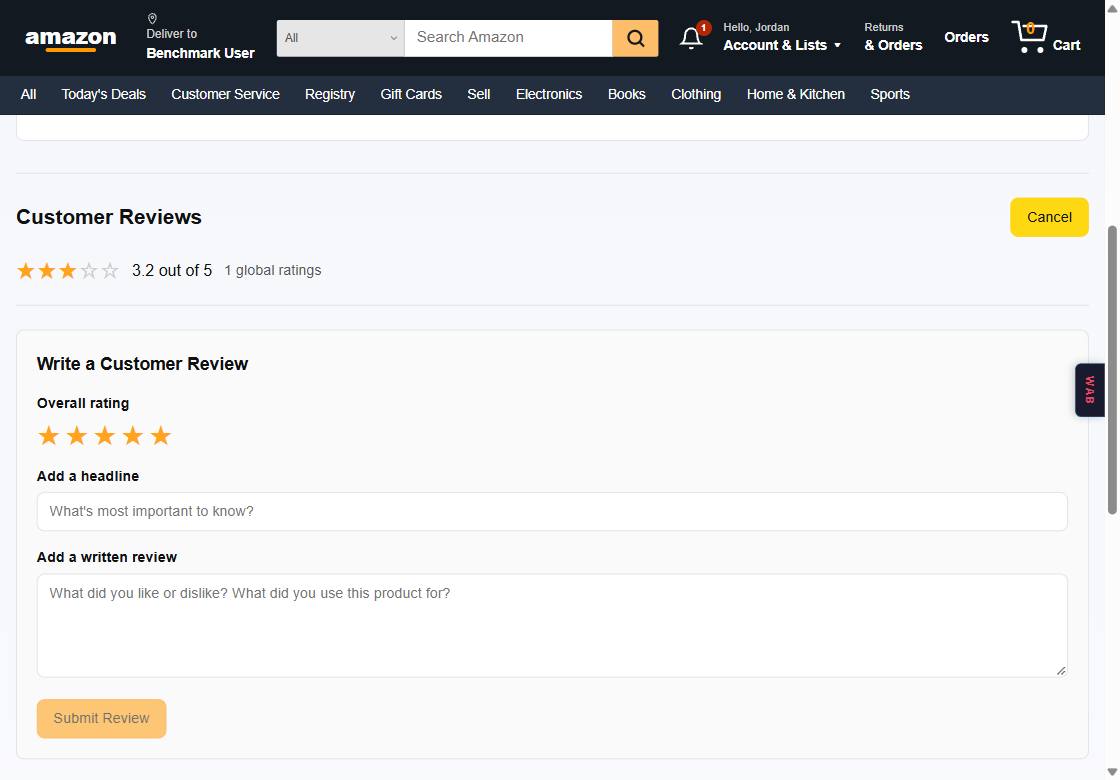 amazon
Deliver to
Benchmark User
All
Search Amazon
1
Hello, Jordan
Account & Lists
Returns
& Orders
Orders
0
Cart
All
Today's Deals
Customer Service
Registry
Gift Cards
Sell
Electronics
Books
Clothing
Home & Kitchen
Sports
Customer Reviews
Cancel
3.2 out of 5
1 global ratings
Write a Customer Review
Overall rating
Add a headline
What's most important to know?
Add a written review
What did you like or dislike? What did you use this product for?
Submit Review
WAB